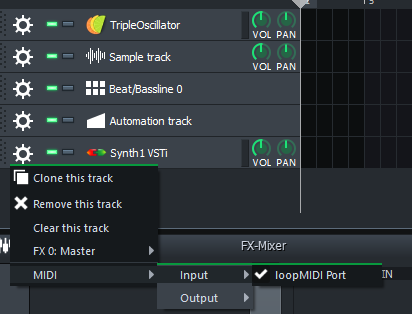 TripleOscillator
VOL PAN
Sample track
VOL PAN
Beat/Bassline 0
Automation track
Synth1 VSTi
VOL PAN
Clone this track
Remove this track
Clear this track
FX 0: Master
FX-Mixer
MIDI
Input
loopMIDI Port
Output